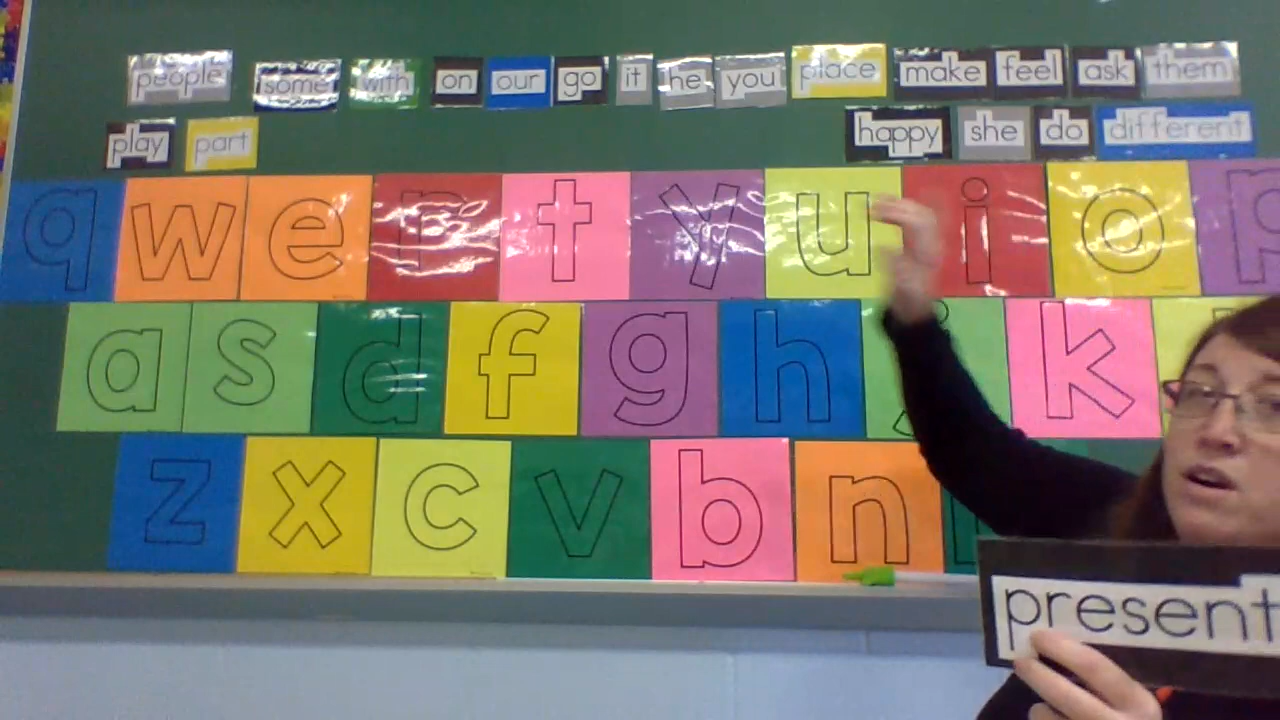 people some with on our go it he you place make feel ask them
play part happy she do different
q w e r t y u i o p
a s d f g h j k
z x c v b n
present